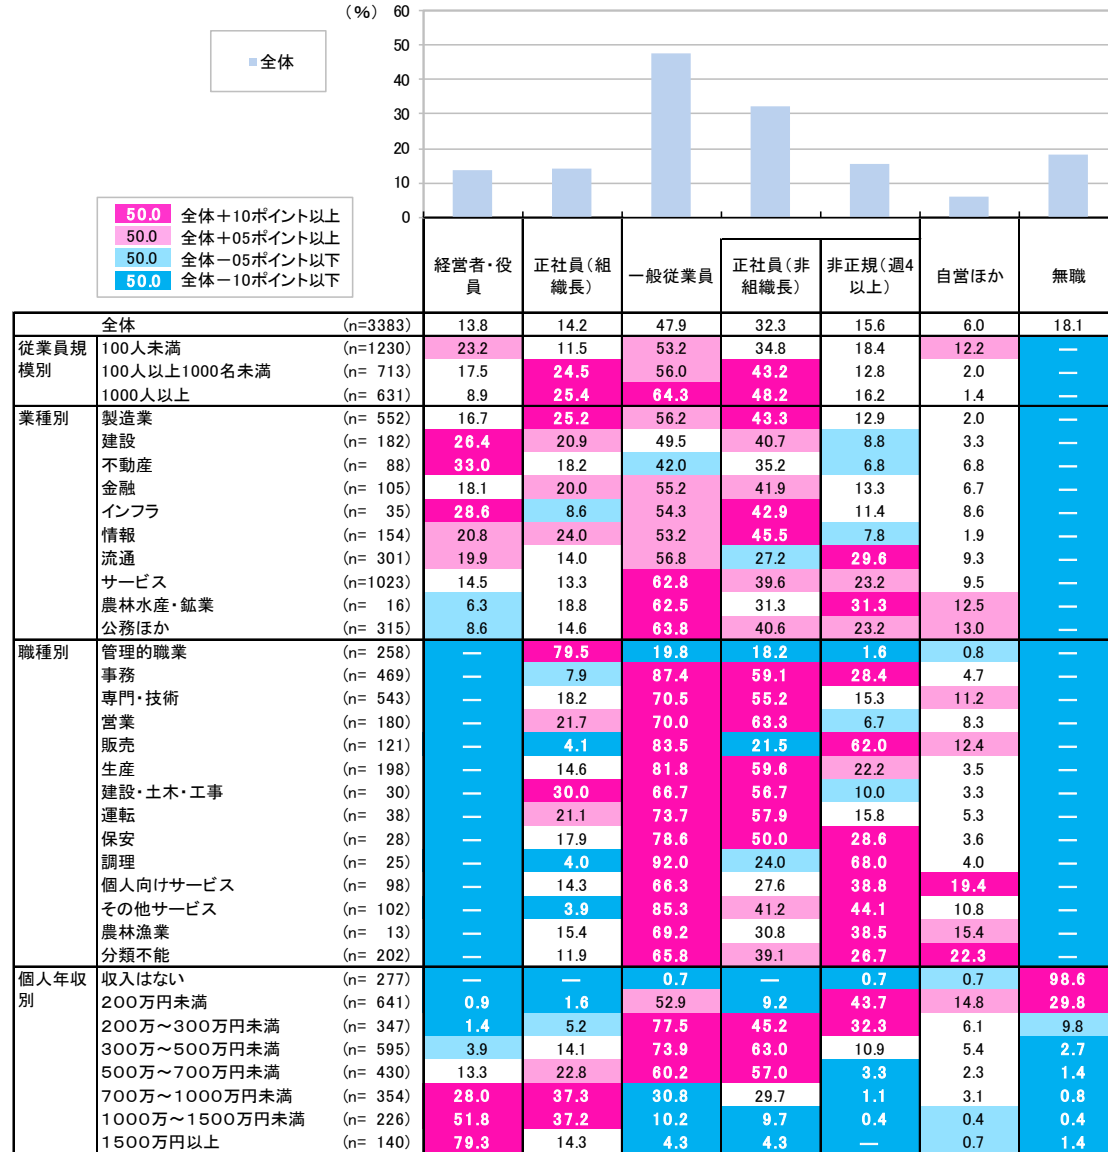 （%）
60
50
40
30
20
10
0
全体
50.0 全体＋10ポイント以上
50.0 全体＋05ポイント以上
50.0 全体－05ポイント以下
50.0 全体－10ポイント以下
経営者・役員 正社員（組織長） 一般従業員 正社員（非組織長） 非正規（週4以上） 自営ほか 無職
全体 (n=3383) 13.8 14.2 47.9 32.3 15.6 6.0 18.1
従業員規模別 100人未満 (n=1230) 23.2 11.5 53.2 34.8 18.4 12.2 —
100人以上1000名未満 (n= 713) 17.5 24.5 56.0 43.2 12.8 2.0 —
1000人以上 (n= 631) 8.9 25.4 64.3 48.2 16.2 1.4 —
業種別 製造業 (n= 552) 16.7 25.2 56.2 43.3 12.9 2.0 —
建設 (n= 182) 26.4 20.9 49.5 40.7 8.8 3.3 —
不動産 (n= 88) 33.0 18.2 42.0 35.2 6.8 6.8 —
金融 (n= 105) 18.1 20.0 55.2 41.9 13.3 6.7 —
インフラ (n= 35) 28.6 8.6 54.3 42.9 11.4 8.6 —
情報 (n= 154) 20.8 24.0 53.2 45.5 7.8 1.9 —
流通 (n= 301) 19.9 14.0 56.8 27.2 29.6 9.3 —
サービス (n=1023) 14.5 13.3 62.8 39.6 23.2 9.5 —
農林水産・鉱業 (n= 16) 6.3 18.8 62.5 31.3 31.3 12.5 —
公務ほか (n= 315) 8.6 14.6 63.8 40.6 23.2 13.0 —
職種別 管理的職業 (n= 258) — 79.5 19.8 18.2 1.6 0.8 —
事務 (n= 469) — 7.9 87.4 59.1 28.4 4.7 —
専門・技術 (n= 543) — 18.2 70.5 55.2 15.3 11.2 —
営業 (n= 180) — 21.7 70.0 63.3 6.7 8.3 —
販売 (n= 121) — 4.1 83.5 21.5 62.0 12.4 —
生産 (n= 198) — 14.6 81.8 59.6 22.2 3.5 —
建設・土木・工事 (n= 30) — 30.0 66.7 56.7 10.0 3.3 —
運転 (n= 38) — 21.1 73.7 57.9 15.8 5.3 —
保安 (n= 28) — 17.9 78.6 50.0 28.6 3.6 —
調理 (n= 25) — 4.0 92.0 24.0 68.0 4.0 —
個人向けサービス (n= 98) — 14.3 66.3 27.6 38.8 19.4 —
その他サービス (n= 102) — 3.9 85.3 41.2 44.1 10.8 —
農林漁業 (n= 13) — 15.4 69.2 30.8 38.5 15.4 —
分類不能 (n= 202) — 11.9 65.8 39.1 26.7 22.3 —
個人年収別 収入はない (n= 277) — — 0.7 — 0.7 0.7 98.6
200万円未満 (n= 641) 0.9 1.6 52.9 9.2 43.7 14.8 29.8
200万～300万円未満 (n= 347) 1.4 5.2 77.5 45.2 32.3 6.1 9.8
300万～500万円未満 (n= 595) 3.9 14.1 73.9 63.0 10.9 5.4 2.7
500万～700万円未満 (n= 430) 13.3 22.8 60.2 57.0 3.3 2.3 1.4
700万～1000万円未満 (n= 354) 28.0 37.3 30.8 29.7 1.1 3.1 0.8
1000万～1500万円未満 (n= 226) 51.8 37.2 10.2 9.7 0.4 0.4 0.4
1500万円以上 (n= 140) 79.3 14.3 4.3 4.3 — 0.7 1.4